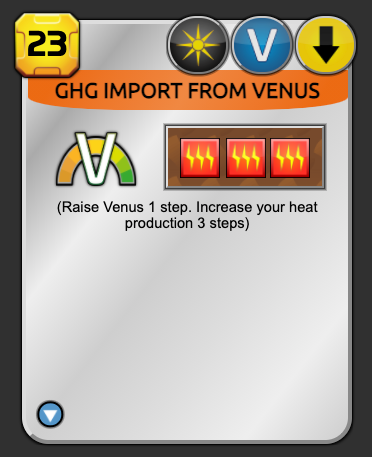 23
V
GHG IMPORT FROM VENUS
V
(Raise Venus 1 step. Increase your heat
production 3 steps)